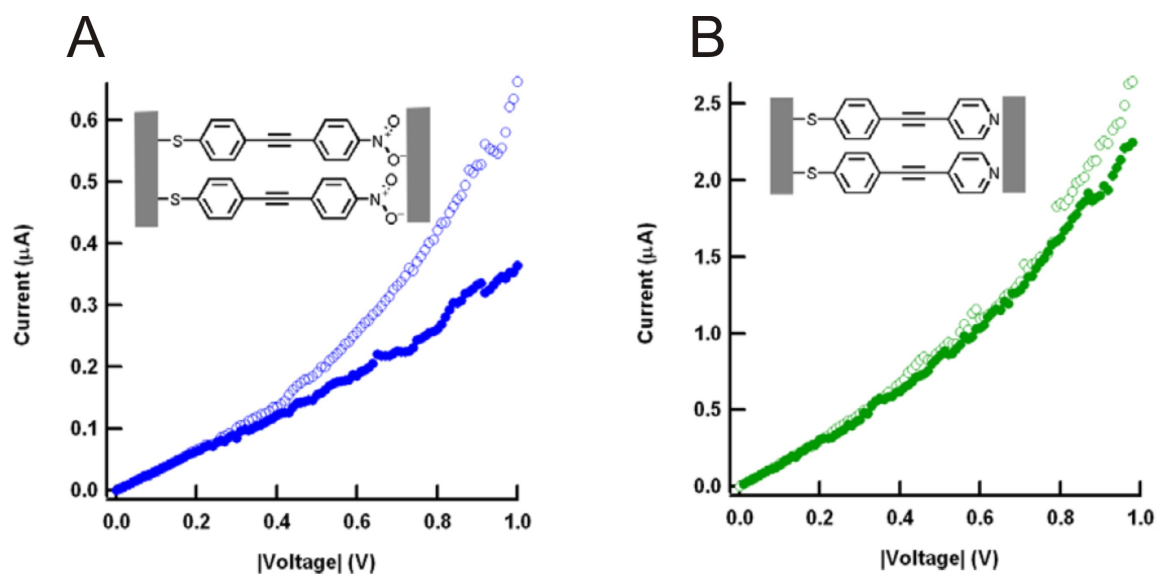 A
Current (μA)
0.6
0.5
0.4
0.3
0.2
0.1
0.0
0.0 0.2 0.4 0.6 0.8 1.0
|Voltage| (V)
S N + O O −
S N + O O −
B
Current (μA)
2.5
2.0
1.5
1.0
0.5
0.0
0.0 0.2 0.4 0.6 0.8 1.0
|Voltage| (V)
S N
S N